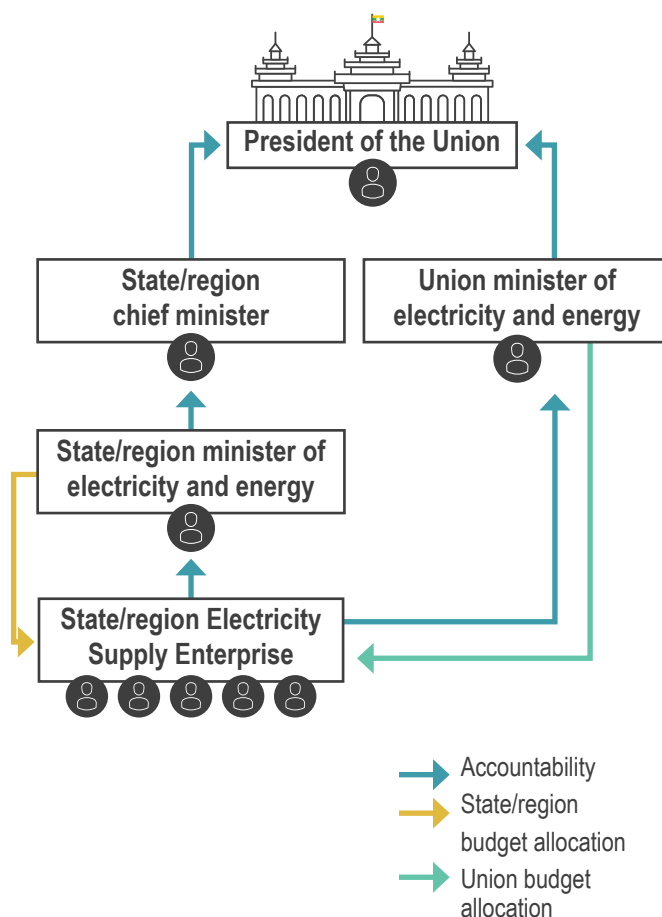 President of the Union
State/region
chief minister
Union minister of
electricity and energy
State/region minister of
electricity and energy
State/region Electricity
Supply Enterprise
Accountability
State/region
budget allocation
Union budget
allocation